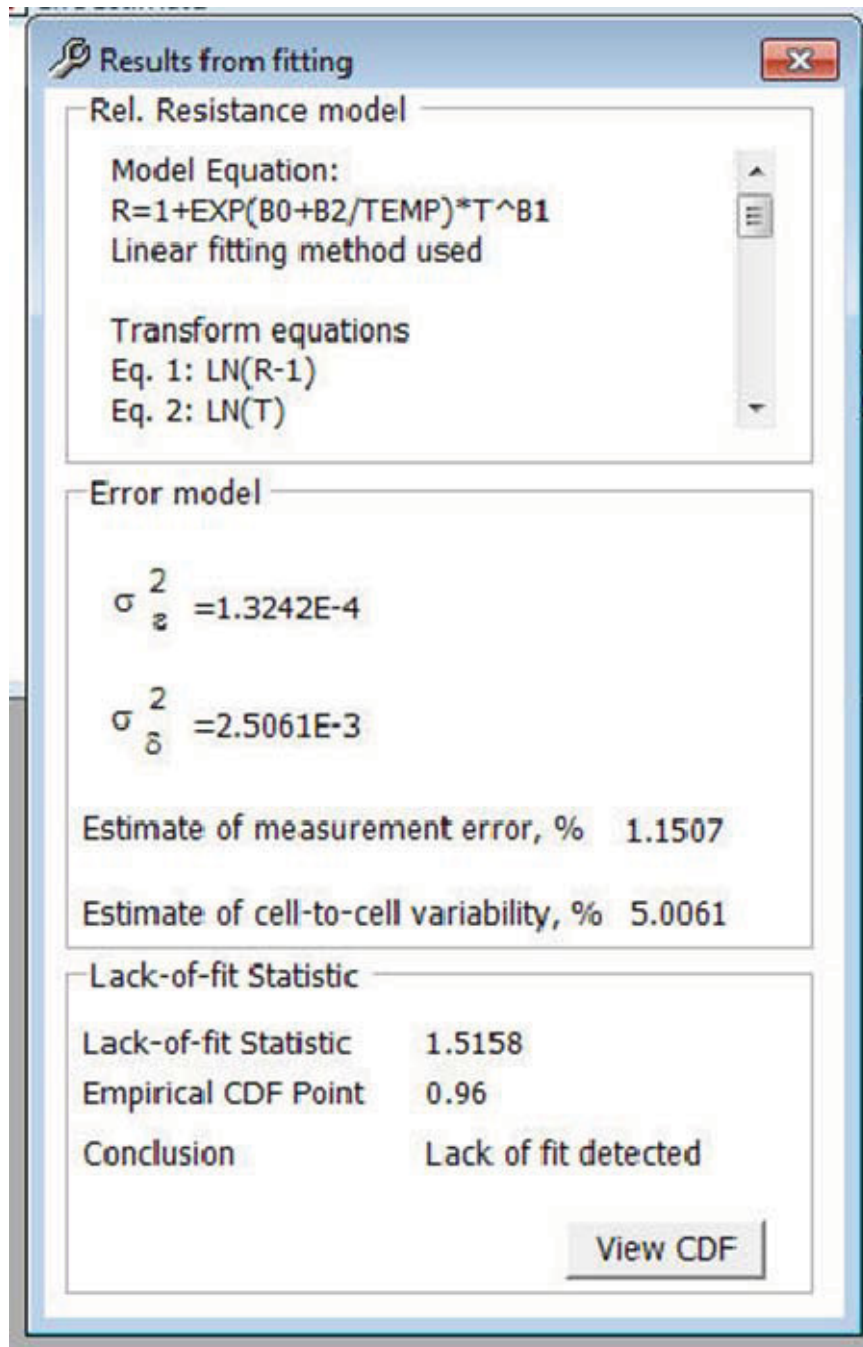 Results from fitting
Rel. Resistance model
Model Equation:
R=1+EXP(B0+B2/TEMP)*T^B1
Linear fitting method used
Transform equations
Eq. 1: LN(R-1)
Eq. 2: LN(T)
Error model
σ 2 ε =1.3242E-4
σ 2 δ =2.5061E-3
Estimate of measurement error, % 1.1507
Estimate of cell-to-cell variability, % 5.0061
Lack-of-fit Statistic
Lack-of-fit Statistic 1.5158
Empirical CDF Point 0.96
Conclusion Lack of fit detected
View CDF